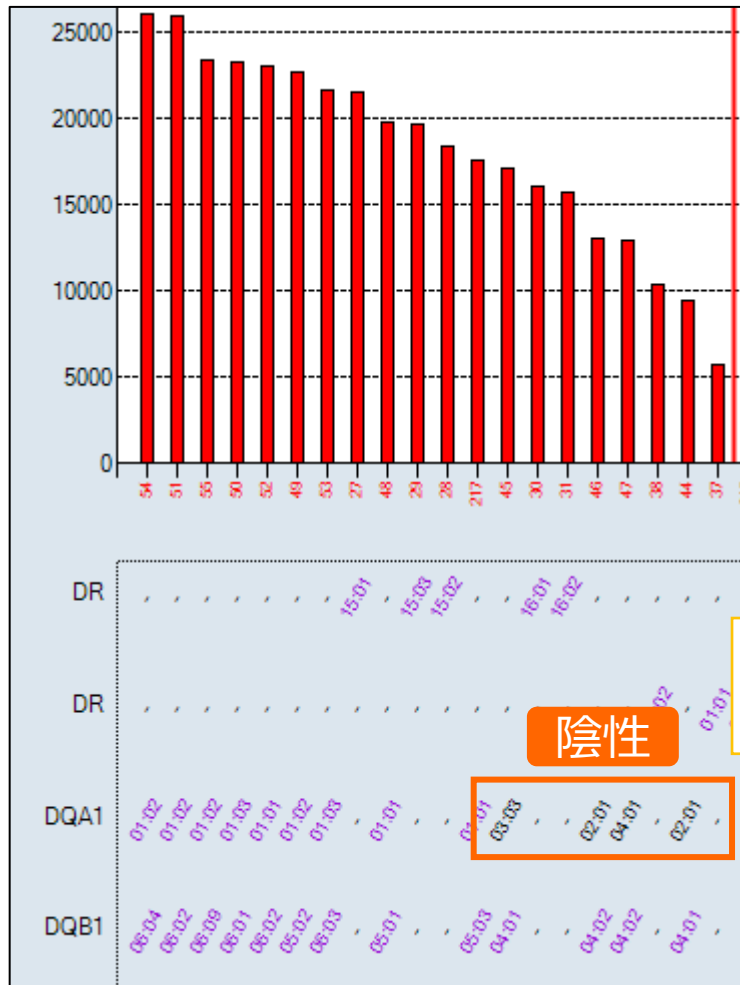 25000
20000
15000
10000
5000
0
54 51 55 50 52 49 53 27 48 29 28 217 45 30 31 46 47 38 44 37
DR , , , , , , , 15:01 , 15:03 15:02 , , 16:01 16:02 , , , , ,
DR , , , , , , , , , , , , 02 , 01:01
陰性
DQA1 01:02 01:02 01:02 01:03 01:01 01:02 01:03 , 01:01 , , 01:01 03:03 , , 02:01 04:01 , 02:01 ,
DQB1 06:04 06:02 06:09 06:01 06:02 05:02 06:03 , 05:01 , , 05:03 04:01 , , 04:02 04:02 , 04:01 ,